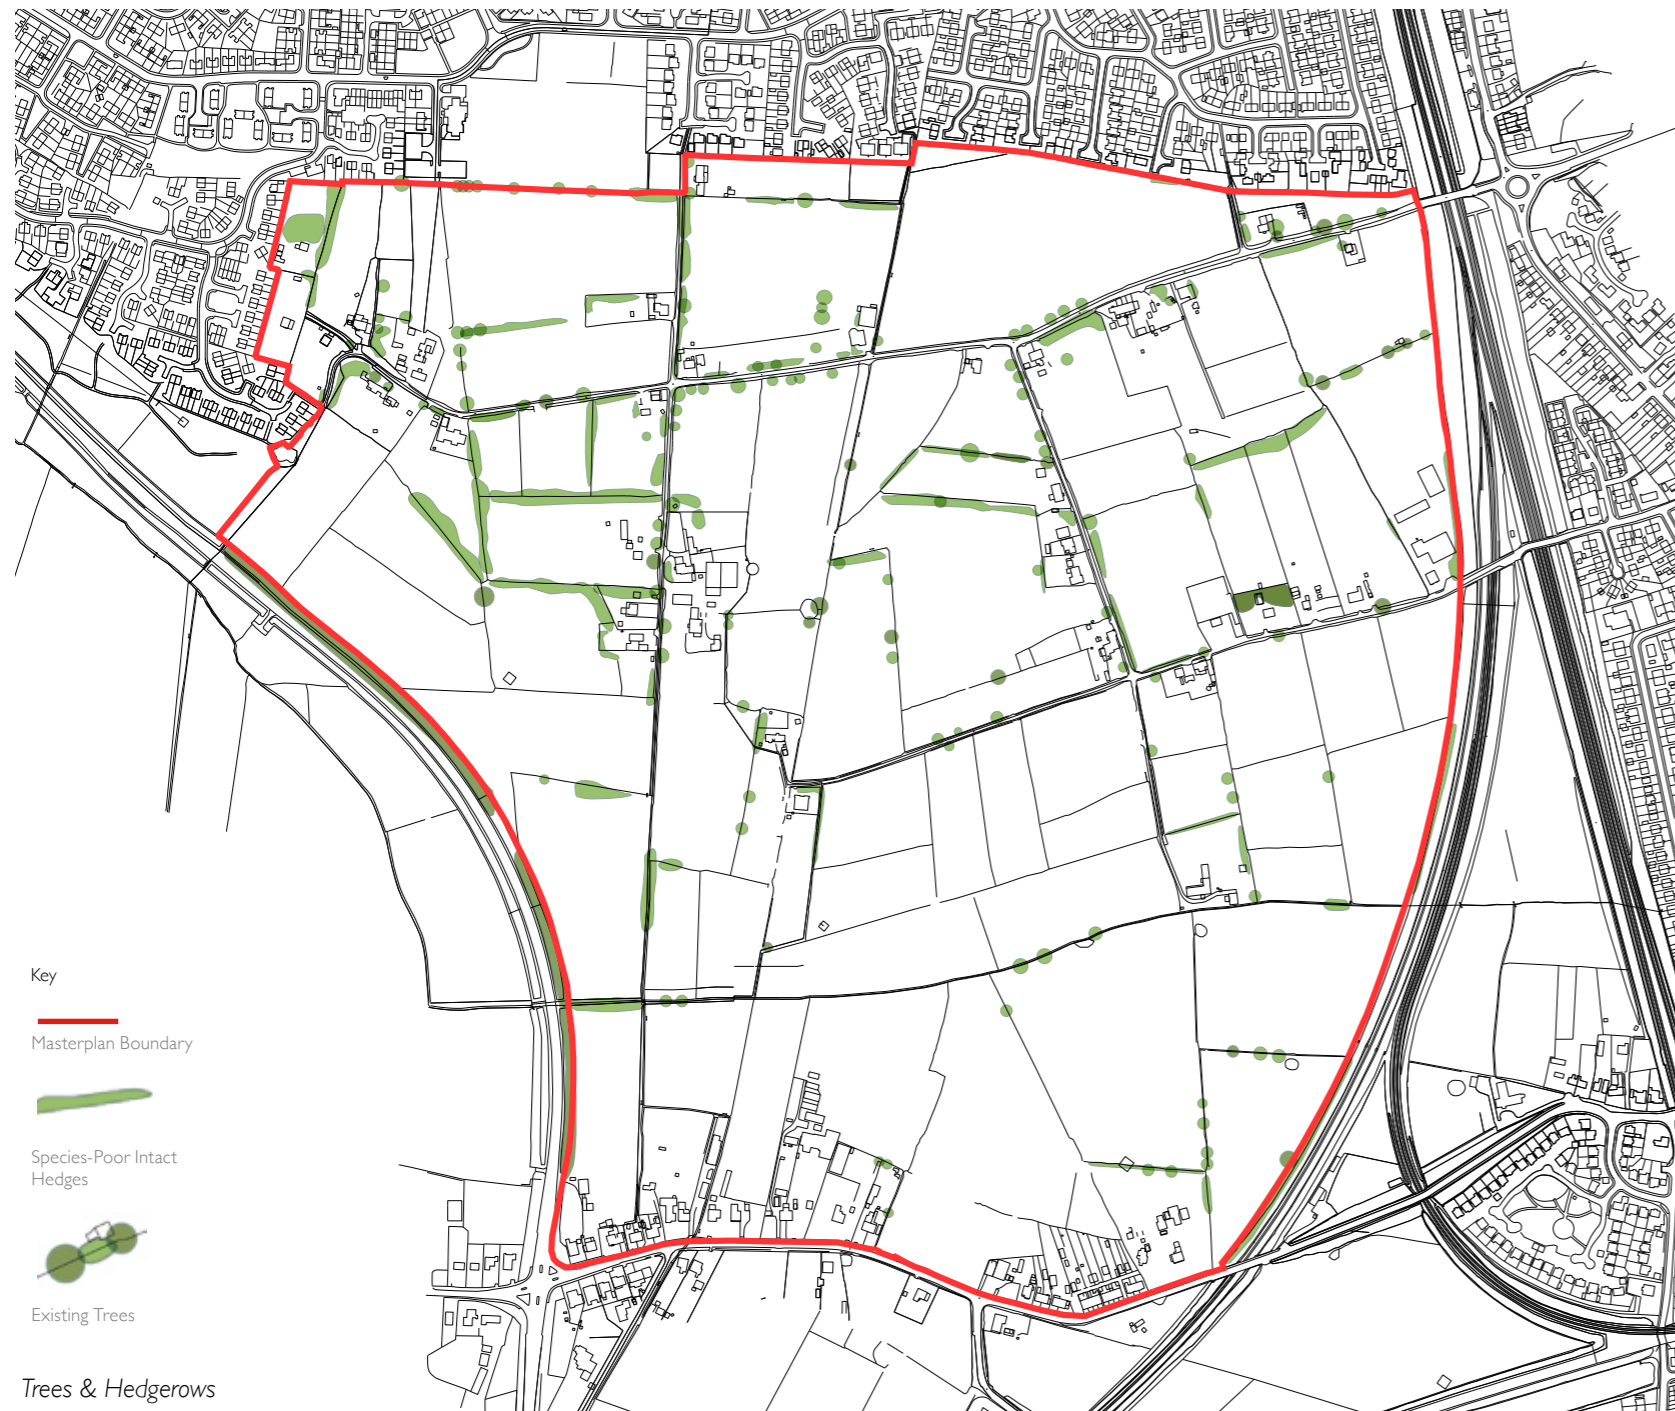 Key
Masterplan Boundary
Species-Poor Intact
Hedges
Existing Trees
Trees & Hedgerows